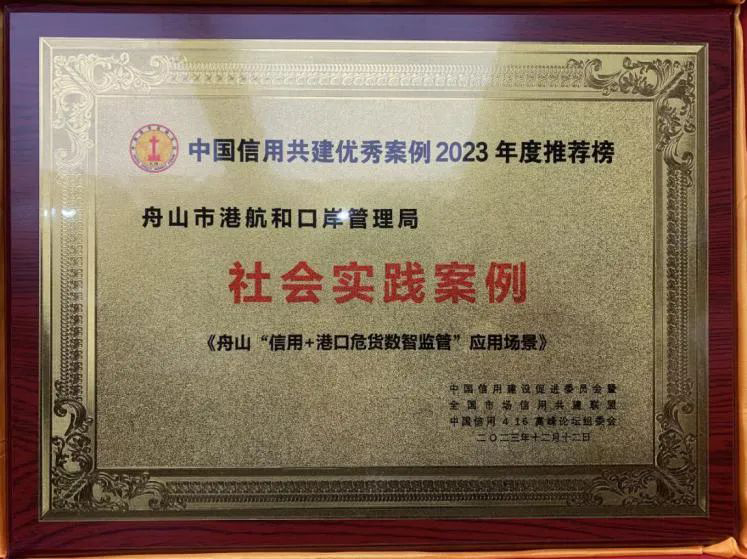 中国信用共建优秀案例2023年度推荐榜
舟山市港航和口岸管理局
社会实践案例
《舟山“信用+港口危货数智监管”应用场景》
中国信用建设促进委员会暨
全国市场信用共建联盟
中国信用416高峰论坛组委会
二〇二三年十二月十二日